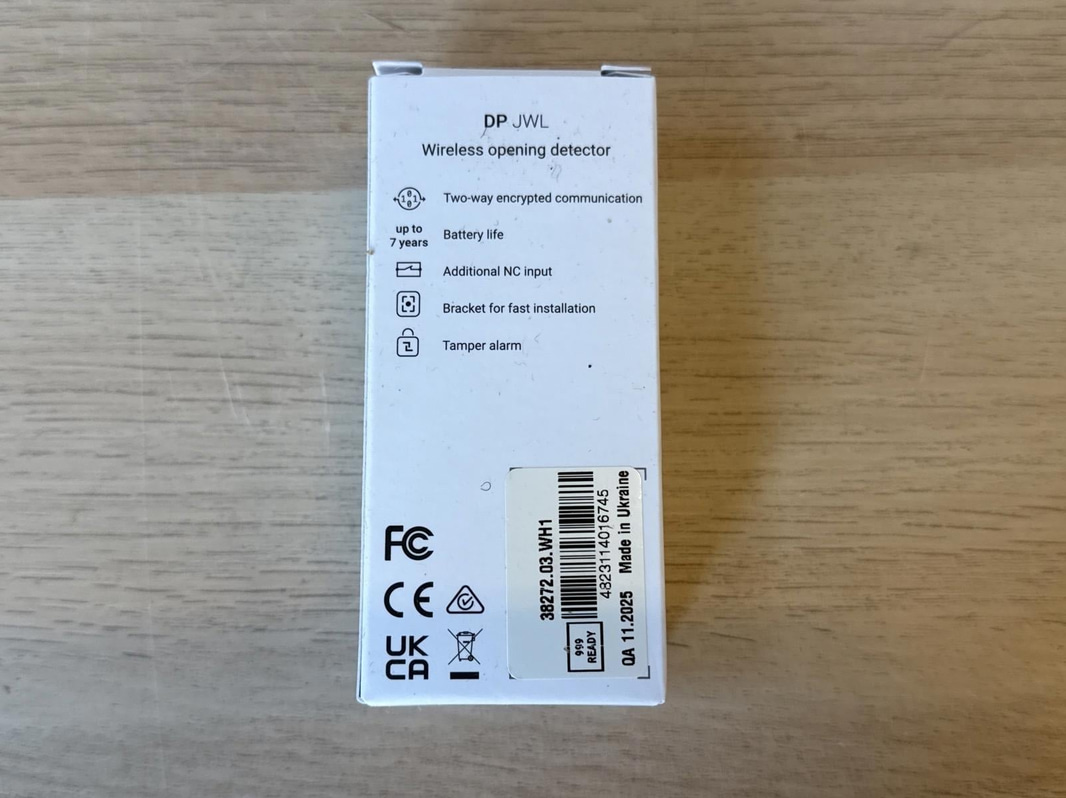 DP JWL
Wireless opening detector
Two-way encrypted communication
up to
7 years
Battery life
Additional NC input
Bracket for fast installation
Tamper alarm
FC
CE
UK
CA
38272.03.WH1
4823114016745
999
READY
QA 11.2025 Made in Ukraine